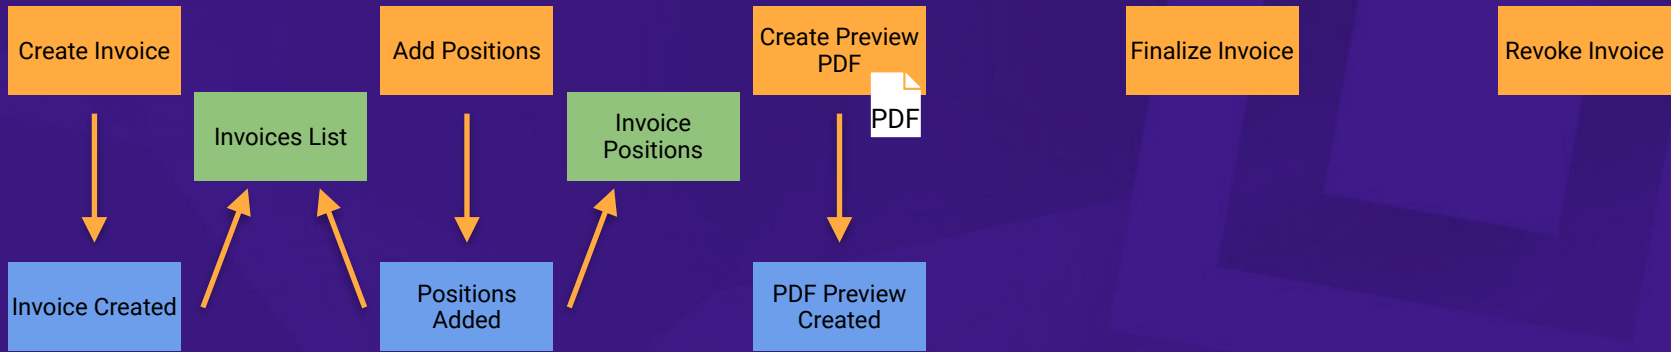 Create Invoice
Add Positions
Create Preview
PDF
Finalize Invoice
Revoke Invoice
PDF
Invoices List
Invoice
Positions
Invoice Created
Positions
Added
PDF Preview
Created